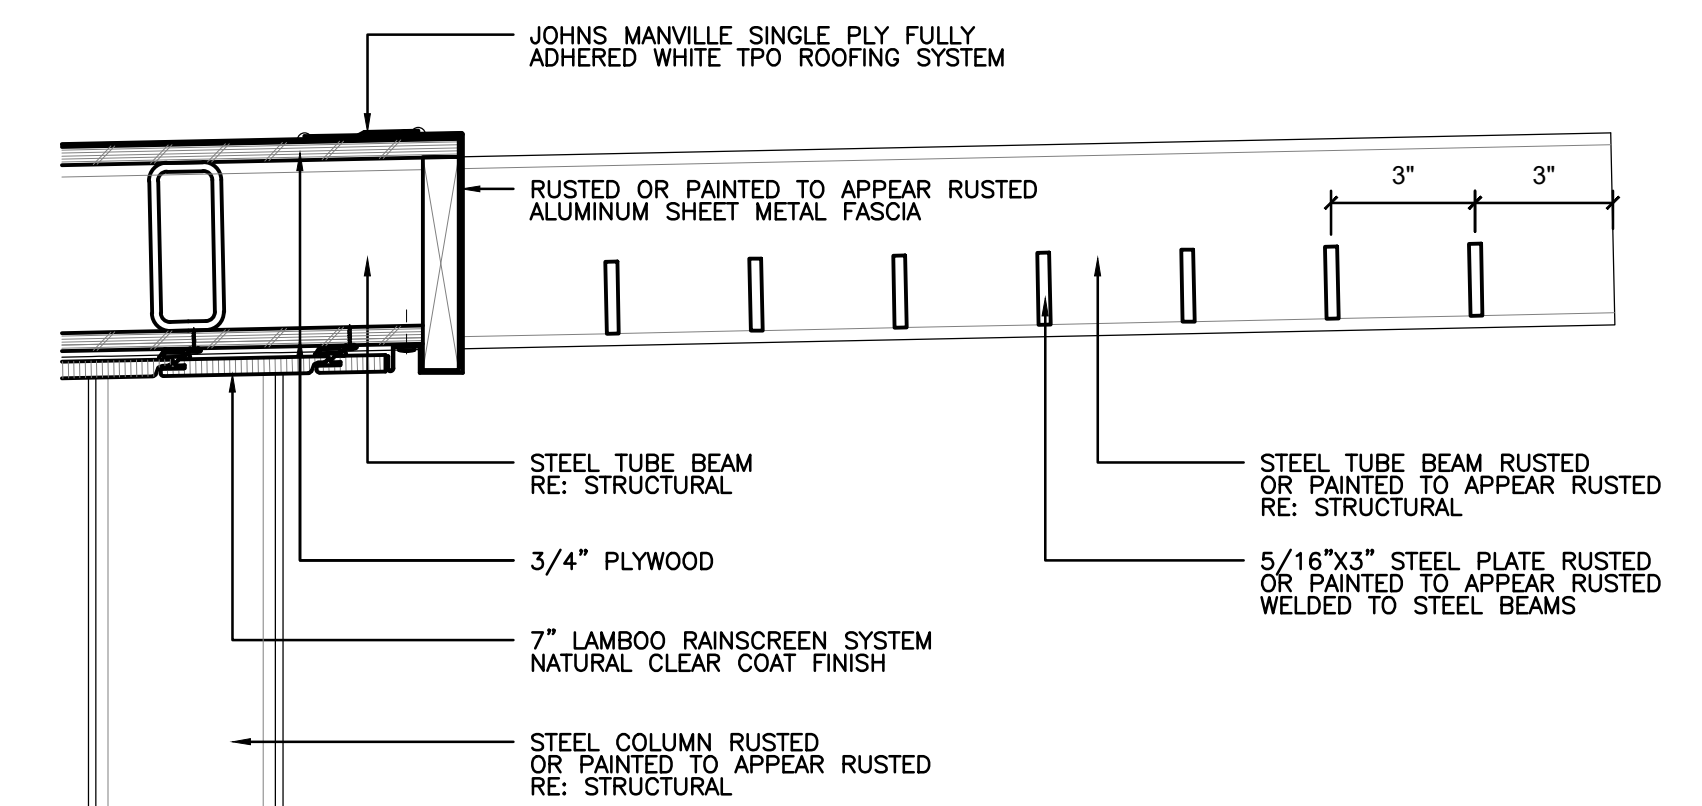 JOHNS MANVILLE SINGLE PLY FULLY
ADHERED WHITE TPO ROOFING SYSTEM
3" 3"
RUSTED OR PAINTED TO APPEAR RUSTED
ALUMINUM SHEET METAL FASCIA
STEEL TUBE BEAM
RE: STRUCTURAL
STEEL TUBE BEAM RUSTED
OR PAINTED TO APPEAR RUSTED
RE: STRUCTURAL
3/4" PLYWOOD
5/16"X3" STEEL PLATE RUSTED
OR PAINTED TO APPEAR RUSTED
WELDED TO STEEL BEAMS
7" LAMBOO RAINSCREEN SYSTEM
NATURAL CLEAR COAT FINISH
STEEL COLUMN RUSTED
OR PAINTED TO APPEAR RUSTED
RE: STRUCTURAL